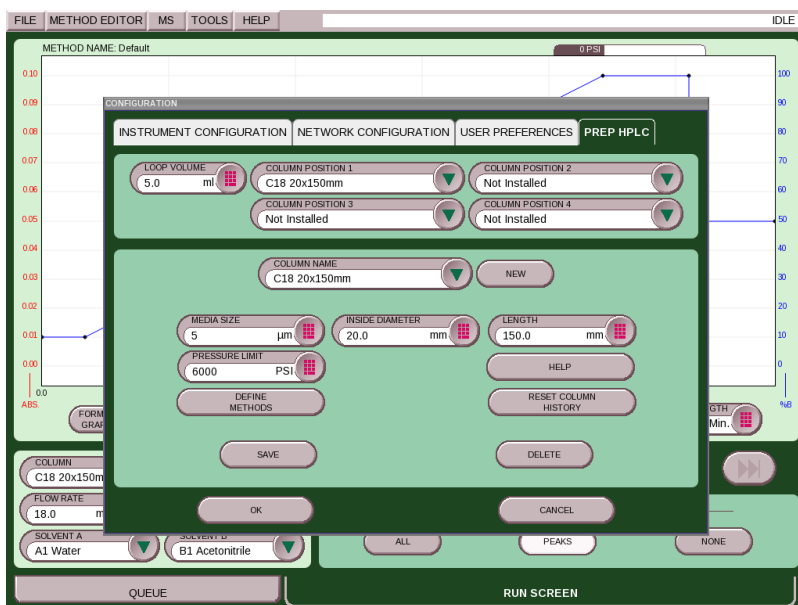 FILE METHOD EDITOR MS TOOLS HELP IDLE
METHOD NAME: Default 0 PSI
0.10 100
0.09 90
CONFIGURATION
0.08 80
INSTRUMENT CONFIGURATION NETWORK CONFIGURATION USER PREFERENCES PREP HPLC
0.07 70
LOOP VOLUME COLUMN POSITION 1 COLUMN POSITION 2
5.0 ml C18 20x150mm Not Installed
0.06 60
COLUMN POSITION 3 COLUMN POSITION 4
Not Installed Not Installed
0.05 50
0.04 40
COLUMN NAME
C18 20x150mm NEW
0.03 30
0.02 20
MEDIA SIZE INSIDE DIAMETER LENGTH
5 µm 20.0 mm 150.0 mm
0.01 10
PRESSURE LIMIT
6000 PSI HELP
0.00 0
0.0
DEFINE METHODS RESET COLUMN HISTORY
ABS. %B
FORM GTH
GRAF Min.
SAVE DELETE
COLUMN
C18 20x150m
FLOW RATE
18.0 m
OK CANCEL
SOLVENT A SOLVENT B
A1 Water B1 Acetonitrile
ALL PEAKS NONE
QUEUE RUN SCREEN